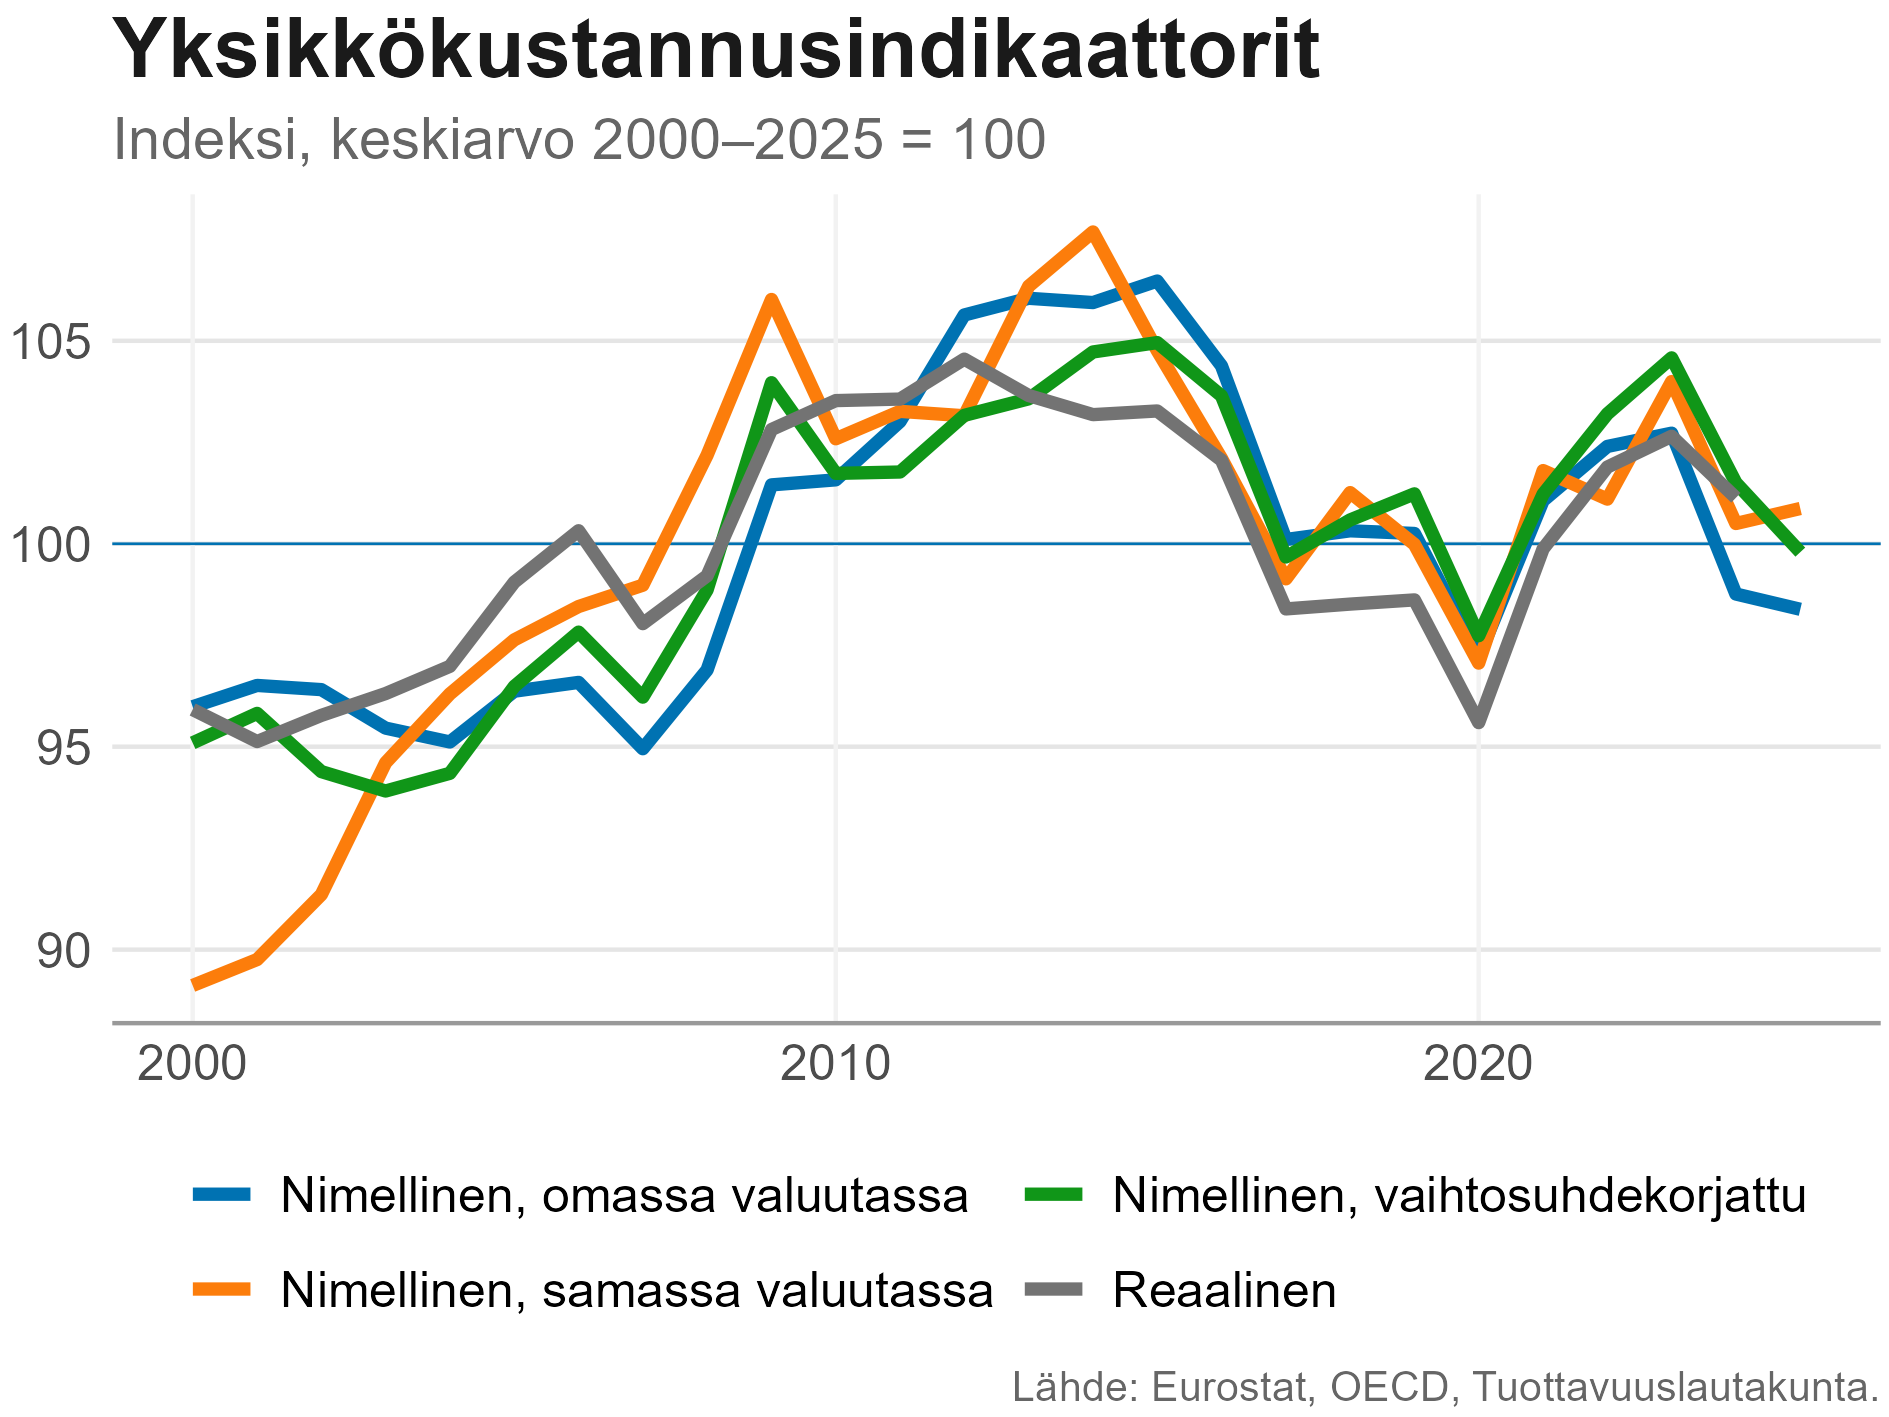 Yksikkökustannusindikaattorit
Indeksi, keskiarvo 2000–2025 = 100
105
100
95
90
2000 2010 2020
Nimellinen, omassa valuutassa Nimellinen, vaihtosuhdekorjattu
Nimellinen, samassa valuutassa Reaalinen
Lähde: Eurostat, OECD, Tuottavuuslautakunta.